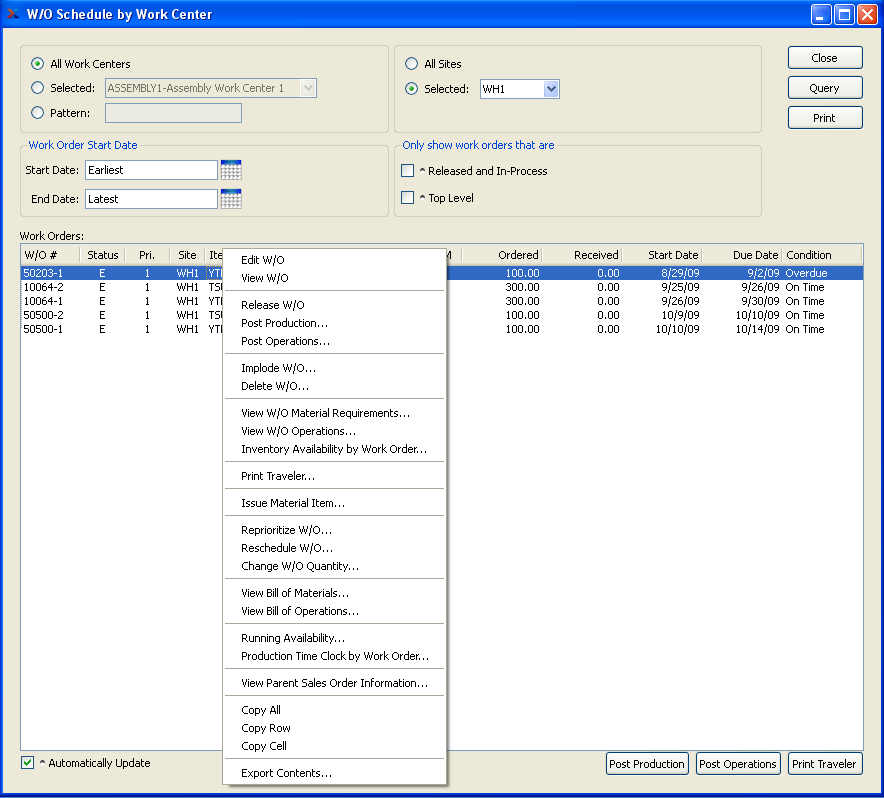 W/O Schedule by Work Center
All Work Centers
Selected: ASSEMBLY1-Assembly Work Center 1
Pattern:
All Sites
Selected: WH1
Close
Query
Print
Work Order Start Date
Start Date: Earliest
End Date: Latest
Only show work orders that are
^ Released and In-Process
^ Top Level
Work Orders:
W/O # Status Pri. Site Ordered Received Start Date Due Date Condition
50203-1 E 1 WH1 100.00 0.00 8/29/09 9/2/09 Overdue
10064-2 E 1 WH1 300.00 0.00 9/25/09 9/26/09 On Time
10064-1 E 1 WH1 300.00 0.00 9/26/09 9/30/09 On Time
50500-2 E 1 WH1 100.00 0.00 10/9/09 10/10/09 On Time
50500-1 E 1 WH1 100.00 0.00 10/10/09 10/14/09 On Time
Edit W/O
View W/O
Release W/O
Post Production...
Post Operations...
Implode W/O...
Delete W/O...
View W/O Material Requirements...
View W/O Operations...
Inventory Availability by Work Order...
Print Traveler...
Issue Material Item...
Reprioritize W/O...
Reschedule W/O...
Change W/O Quantity...
View Bill of Materials...
View Bill of Operations...
Running Availability...
Production Time Clock by Work Order...
View Parent Sales Order Information...
Copy All
Copy Row
Copy Cell
Export Contents...
^ Automatically Update
Post Production
Post Operations
Print Traveler